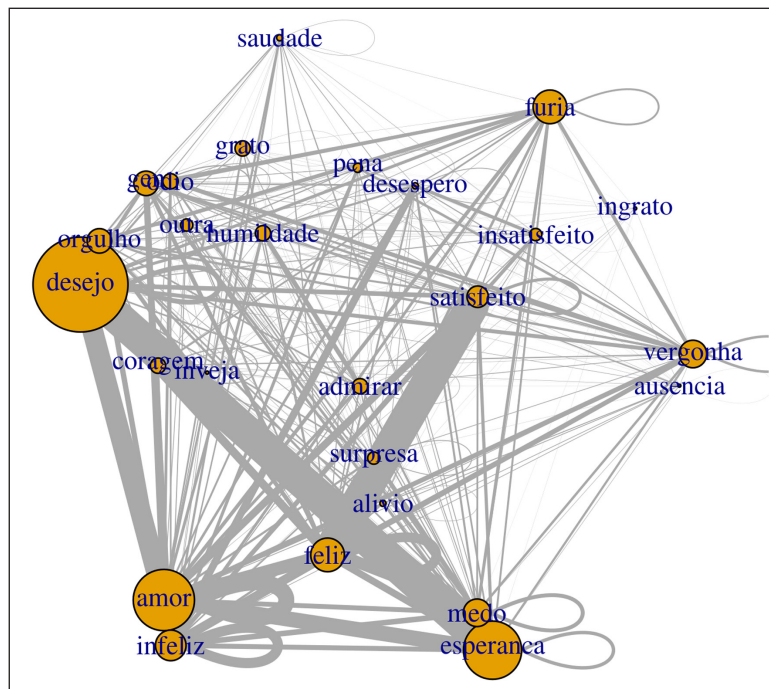 saudade
furia
grato
pena
desespero
odio
ingrato
outra
humildade
insatisfeito
orgulho
desejo
satisfeito
vergonha
coragem
inveja
admirar
ausencia
surpresa
alivio
feliz
amor
medo
infeliz
esperanca